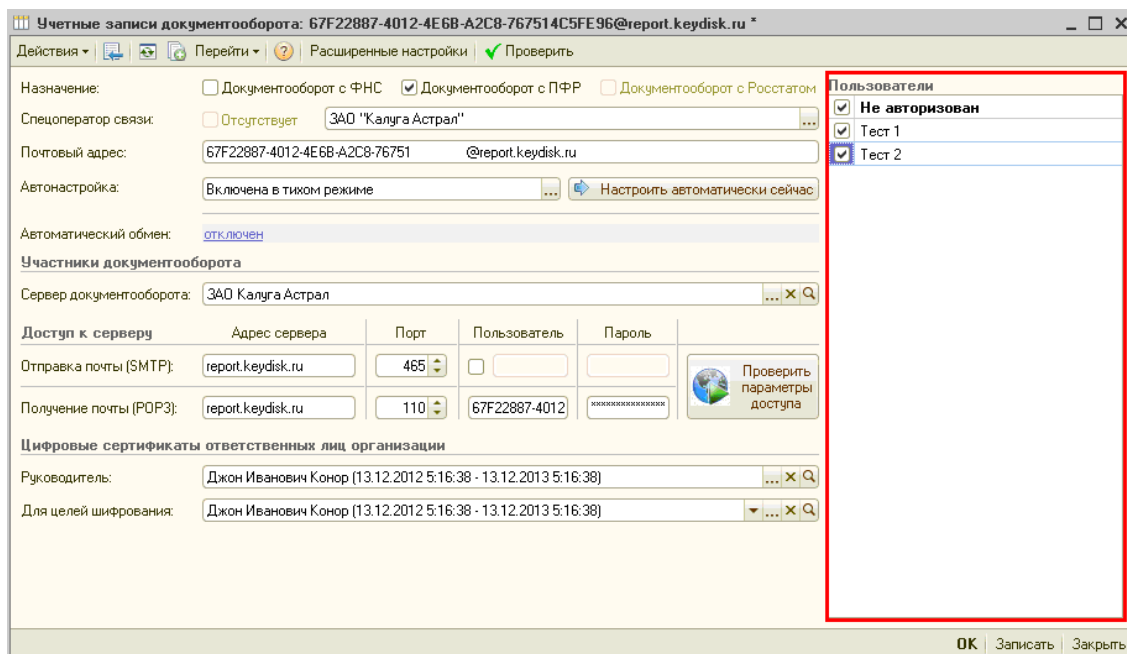 Учетные записи документооборота: 67F22887-4012-4E6B-A2C8-767514C5FE96@report.keydisk.ru *
Действия Перейти ? Расширенные настройки Проверить
Назначение: Документооборот с ФНС Документооборот с ПФР Документооборот с Росстатом
Спецоператор связи: Отсутствует ЗАО "Калуга Астрал" ...
Почтовый адрес: 67F22887-4012-4E6B-A2C8-76751 @report.keydisk.ru
Автонастройка: Включена в тихом режиме ... Настроить автоматически сейчас
Автоматический обмен: отключен
Участники документооборота
Сервер документооборота: ЗАО Калуга Астрал ... x
Доступ к серверу Адрес сервера Порт Пользователь Пароль
Отправка почты (SMTP): report.keydisk.ru 465
Получение почты (POP3): report.keydisk.ru 110 67F22887-4012 ***************
Проверить
параметры
доступа
Цифровые сертификаты ответственных лиц организации
Руководитель: Джон Иванович Конор (13.12.2012 5:16:38 - 13.12.2013 5:16:38) ... x
Для целей шифрования: Джон Иванович Конор (13.12.2012 5:16:38 - 13.12.2013 5:16:38) ... x
Пользователи
Не авторизован
Тест 1
Тест 2
OK Записать Закрыть